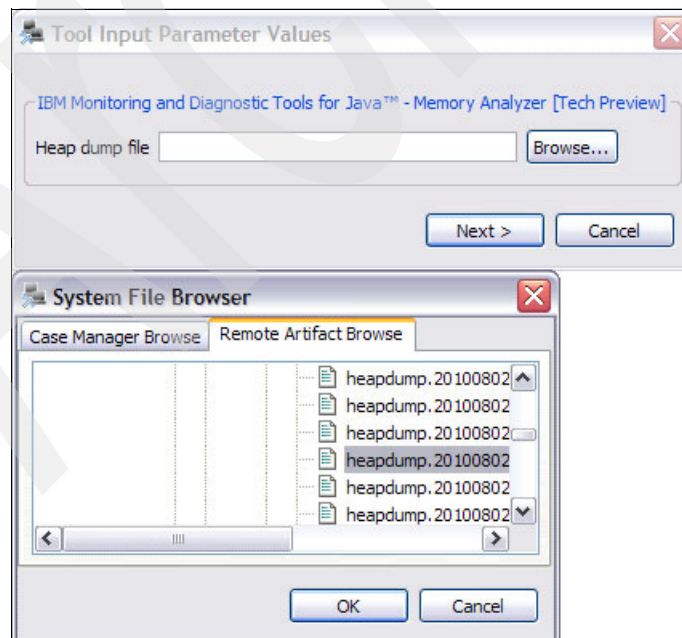 Tool Input Parameter Values
IBM Monitoring and Diagnostic Tools for Java™ - Memory Analyzer [Tech Preview]
Heap dump file
Browse...
Next >
Cancel
System File Browser
Case Manager Browse
Remote Artifact Browse
heapdump.20100802
heapdump.20100802
heapdump.20100802
heapdump.20100802
heapdump.20100802
heapdump.20100802
OK
Cancel